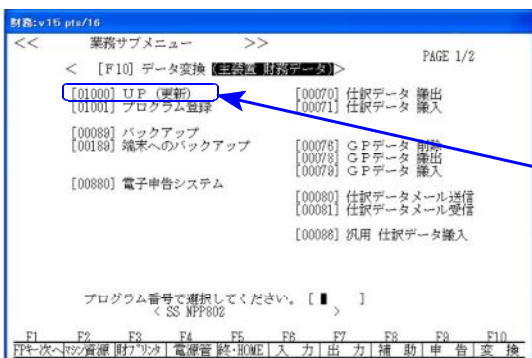 財務:v15 pts/16
<< 業務サブメニュー >>
PAGE 1/2
< [F10] データ変換 (主装置 財務データ)>
[01000] UP (更新) [00070] 仕訳データ 搬出
[01001] プログラム登録 [00071] 仕訳データ 搬入
[00089] バックアップ [00076] GPデータ 削除
[00189] 端末へのバックアップ [00078] GPデータ 搬出
[00079] GPデータ 搬入
[00880] 電子申告システム [00080] 仕訳データメール送信
[00081] 仕訳データメール受信
[00086] 汎用 仕訳データ搬入
プログラム番号で選択してください。 [ ]
< SS NPP802 >
F1 F2 F3 F4 F5 F6 F7 F8 F9 F10
FPキー次へ マシン資源 財プリンタ 電源管 終・HOME 入 力 出 力 補 助 申 告 変 換